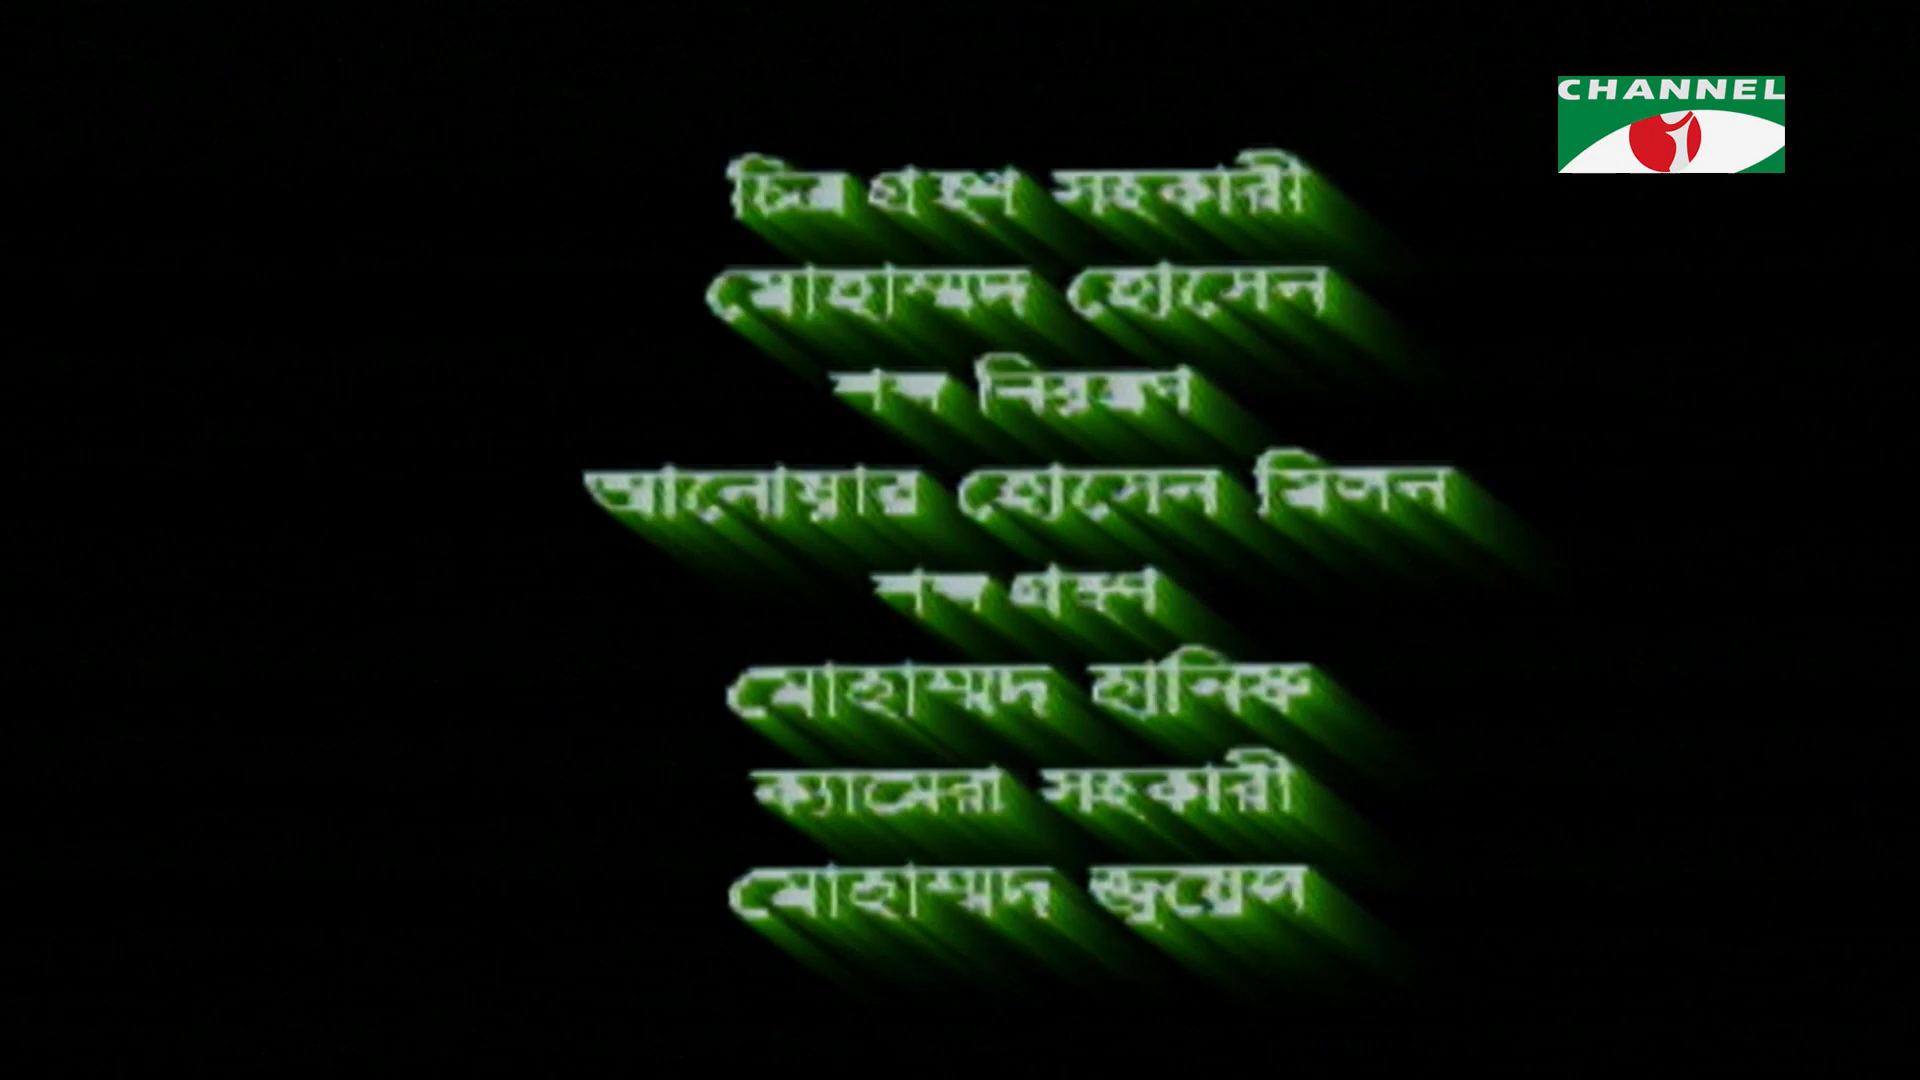 CHANNEL i
চিত্র গ্রহণ সহকারী
মোহাম্মদ হোসেন
শব্দ নিয়ন্ত্রণ
আনোয়ার হোসেন মিলন
শব্দ গ্রহণ
মোহাম্মদ হানিফ
ক্যামেরা সহকারী
মোহাম্মদ জুয়েল